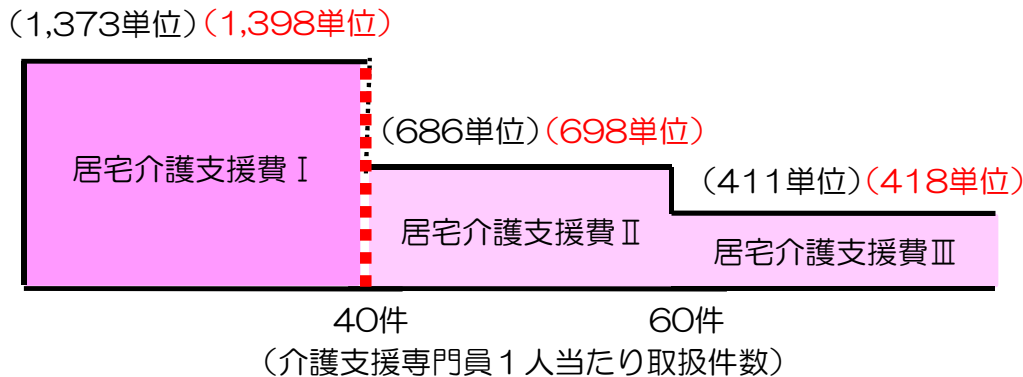 （1,373単位）（1,398単位）
（686単位）（698単位）
居宅介護支援費Ⅰ
（411単位）（418単位）
居宅介護支援費Ⅱ
居宅介護支援費Ⅲ
40件
60件
（介護支援専門員１人当たり取扱件数）